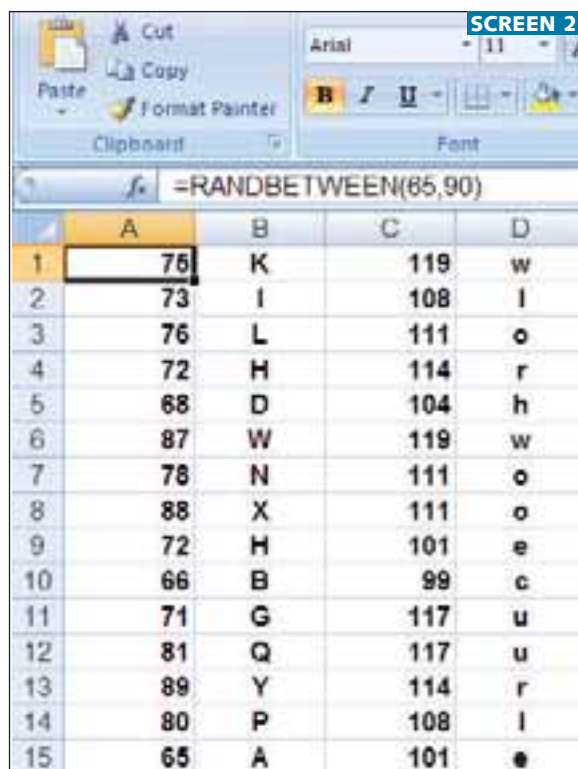 SCREEN 2
Cut
Copy
Paste
Format Painter
Clipboard
Arial 11
B I U
Font
fx =RANDBETWEEN(65,90)
A B C D
1 75 K 119 w
2 73 I 108 l
3 76 L 111 o
4 72 H 114 r
5 68 D 104 h
6 87 W 119 w
7 78 N 111 o
8 88 X 111 o
9 72 H 101 e
10 66 B 99 c
11 71 G 117 u
12 81 Q 117 u
13 89 Y 114 r
14 80 P 108 l
15 65 A 101 e